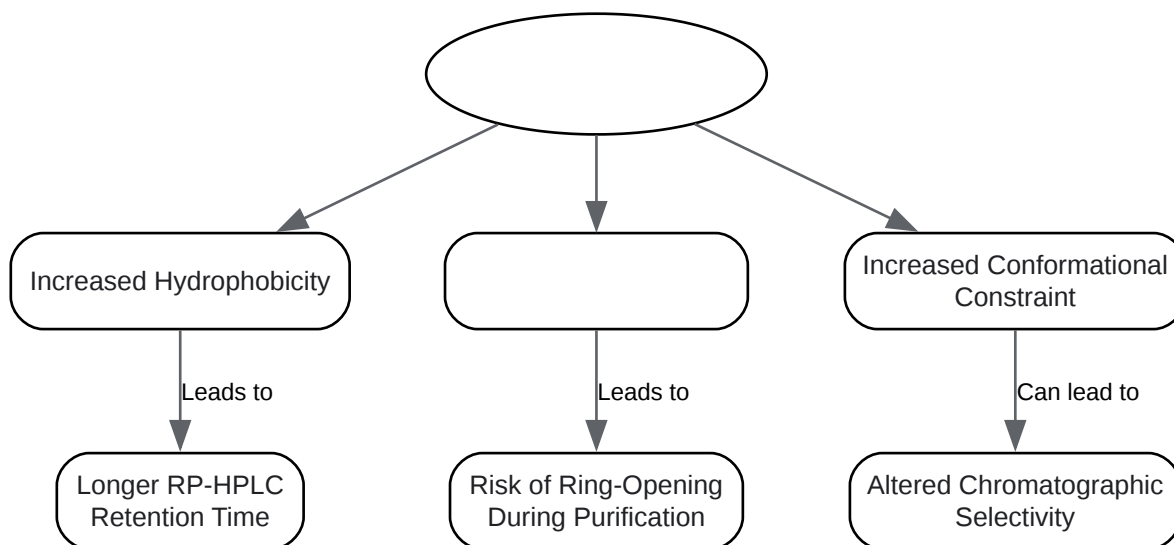 Increased Hydrophobicity
Increased Conformational
Constraint
Leads to
Leads to
Can lead to
Longer RP-HPLC
Retention Time
Risk of Ring-Opening
During Purification
Altered Chromatographic
Selectivity